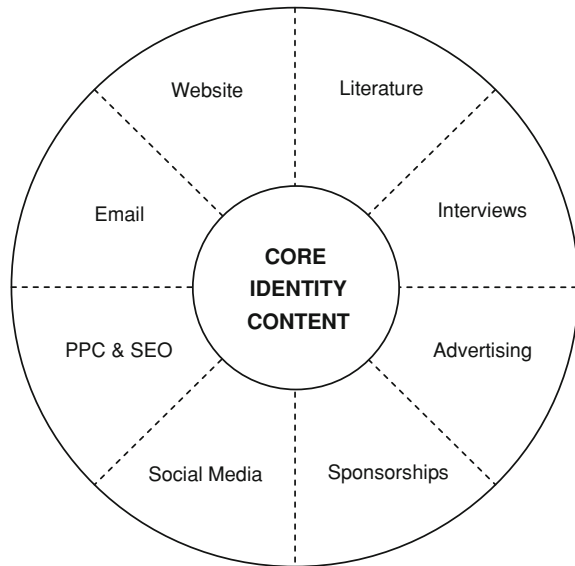 Website
Literature
Email
Interviews
CORE
IDENTITY
CONTENT
PPC & SEO
Advertising
Social Media
Sponsorships